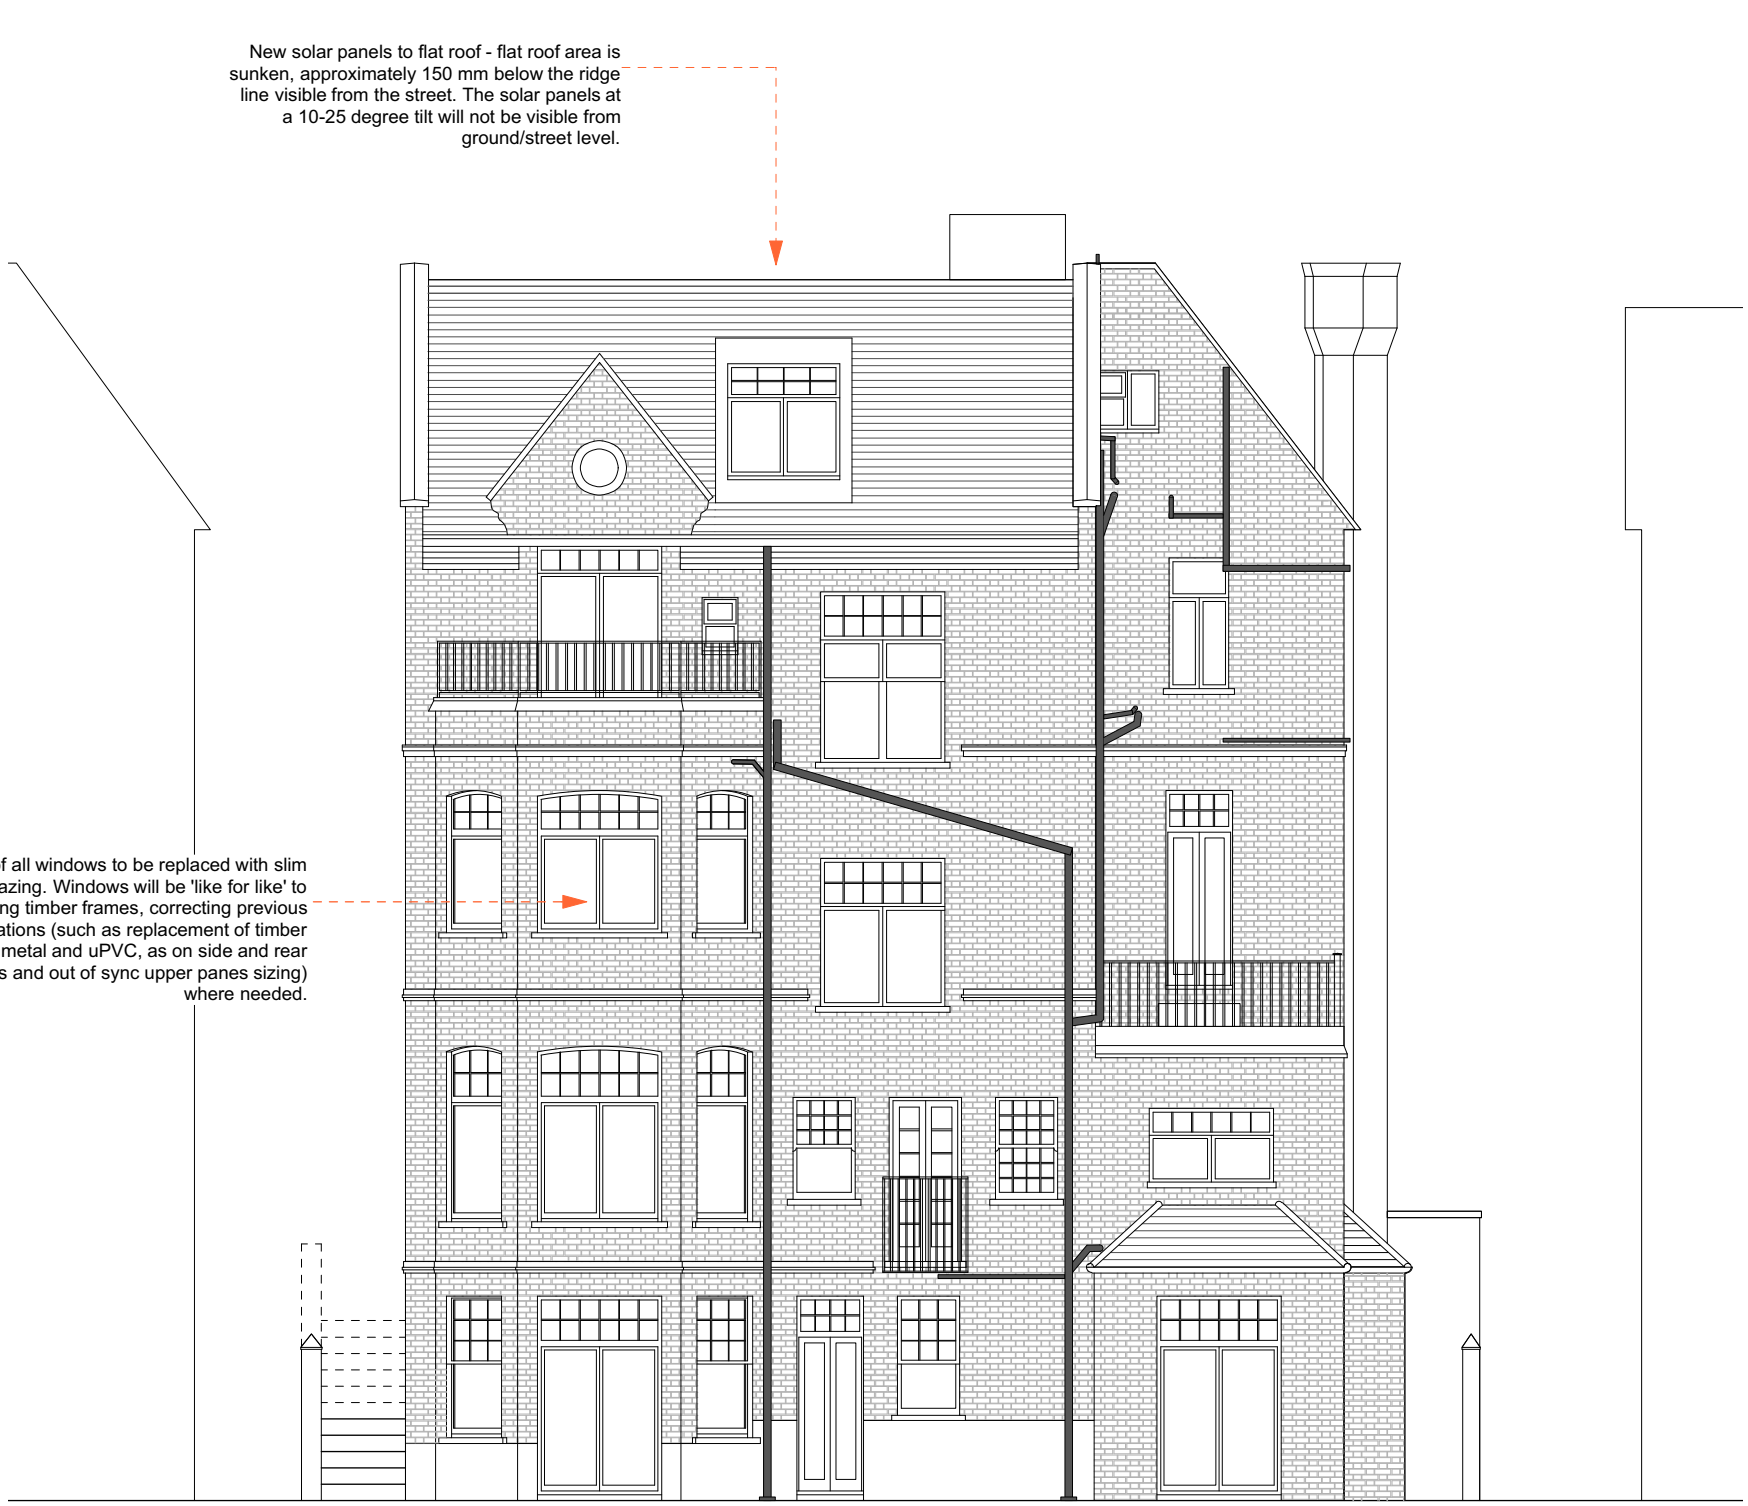 New solar panels to flat roof - flat roof area is
sunken, approximately 150 mm below the ridge
line visible from the street. The solar panels at
a 10-25 degree tilt will not be visible from
ground/street level.
of all windows to be replaced with slim
azing. Windows will be 'like for like' to
ng timber frames, correcting previous
ations (such as replacement of timber
metal and uPVC, as on side and rear
s and out of sync upper panes sizing)
where needed.